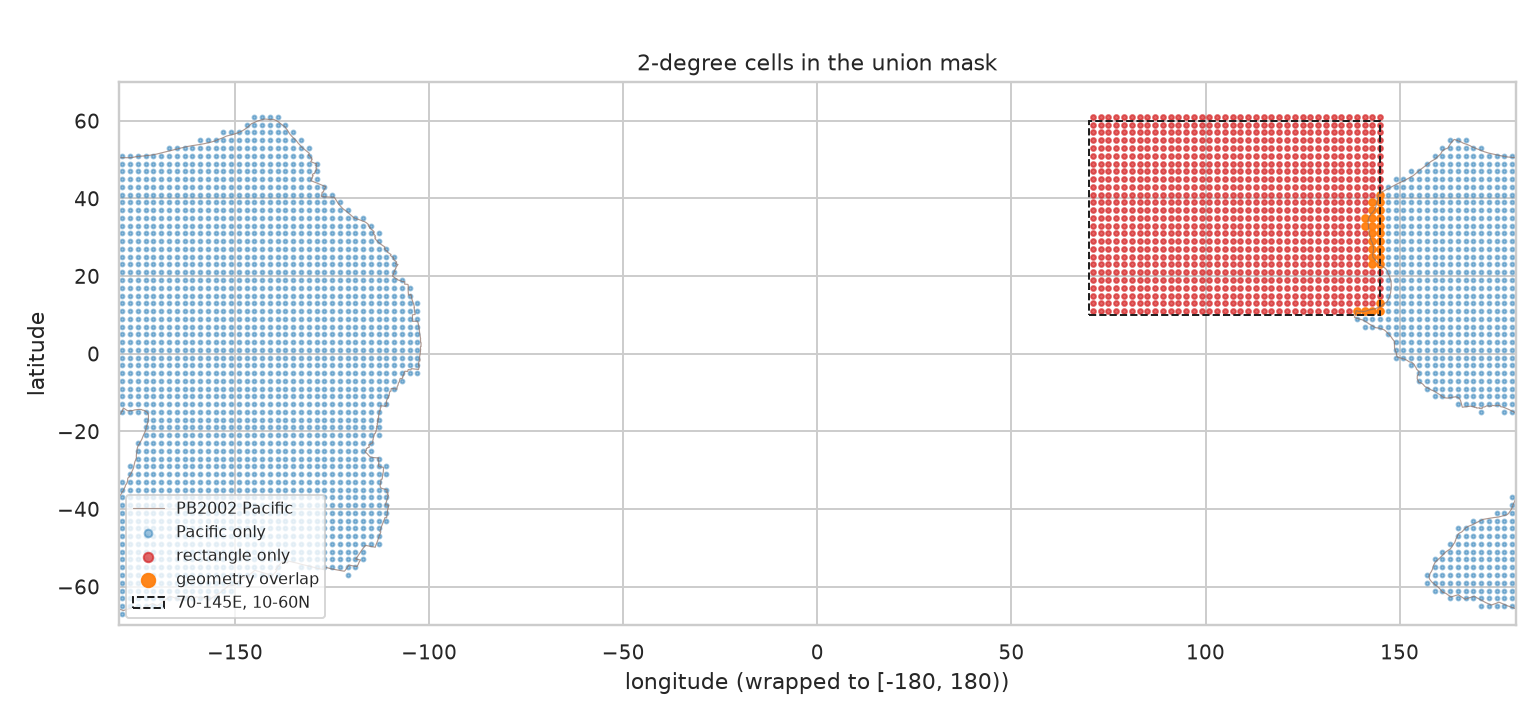 2-degree cells in the union mask
latitude
60
40
20
0
−20
−40
−60
PB2002 Pacific
Pacific only
rectangle only
geometry overlap
70-145E, 10-60N
−150
−100
−50
0
50
100
150
longitude (wrapped to [-180, 180))